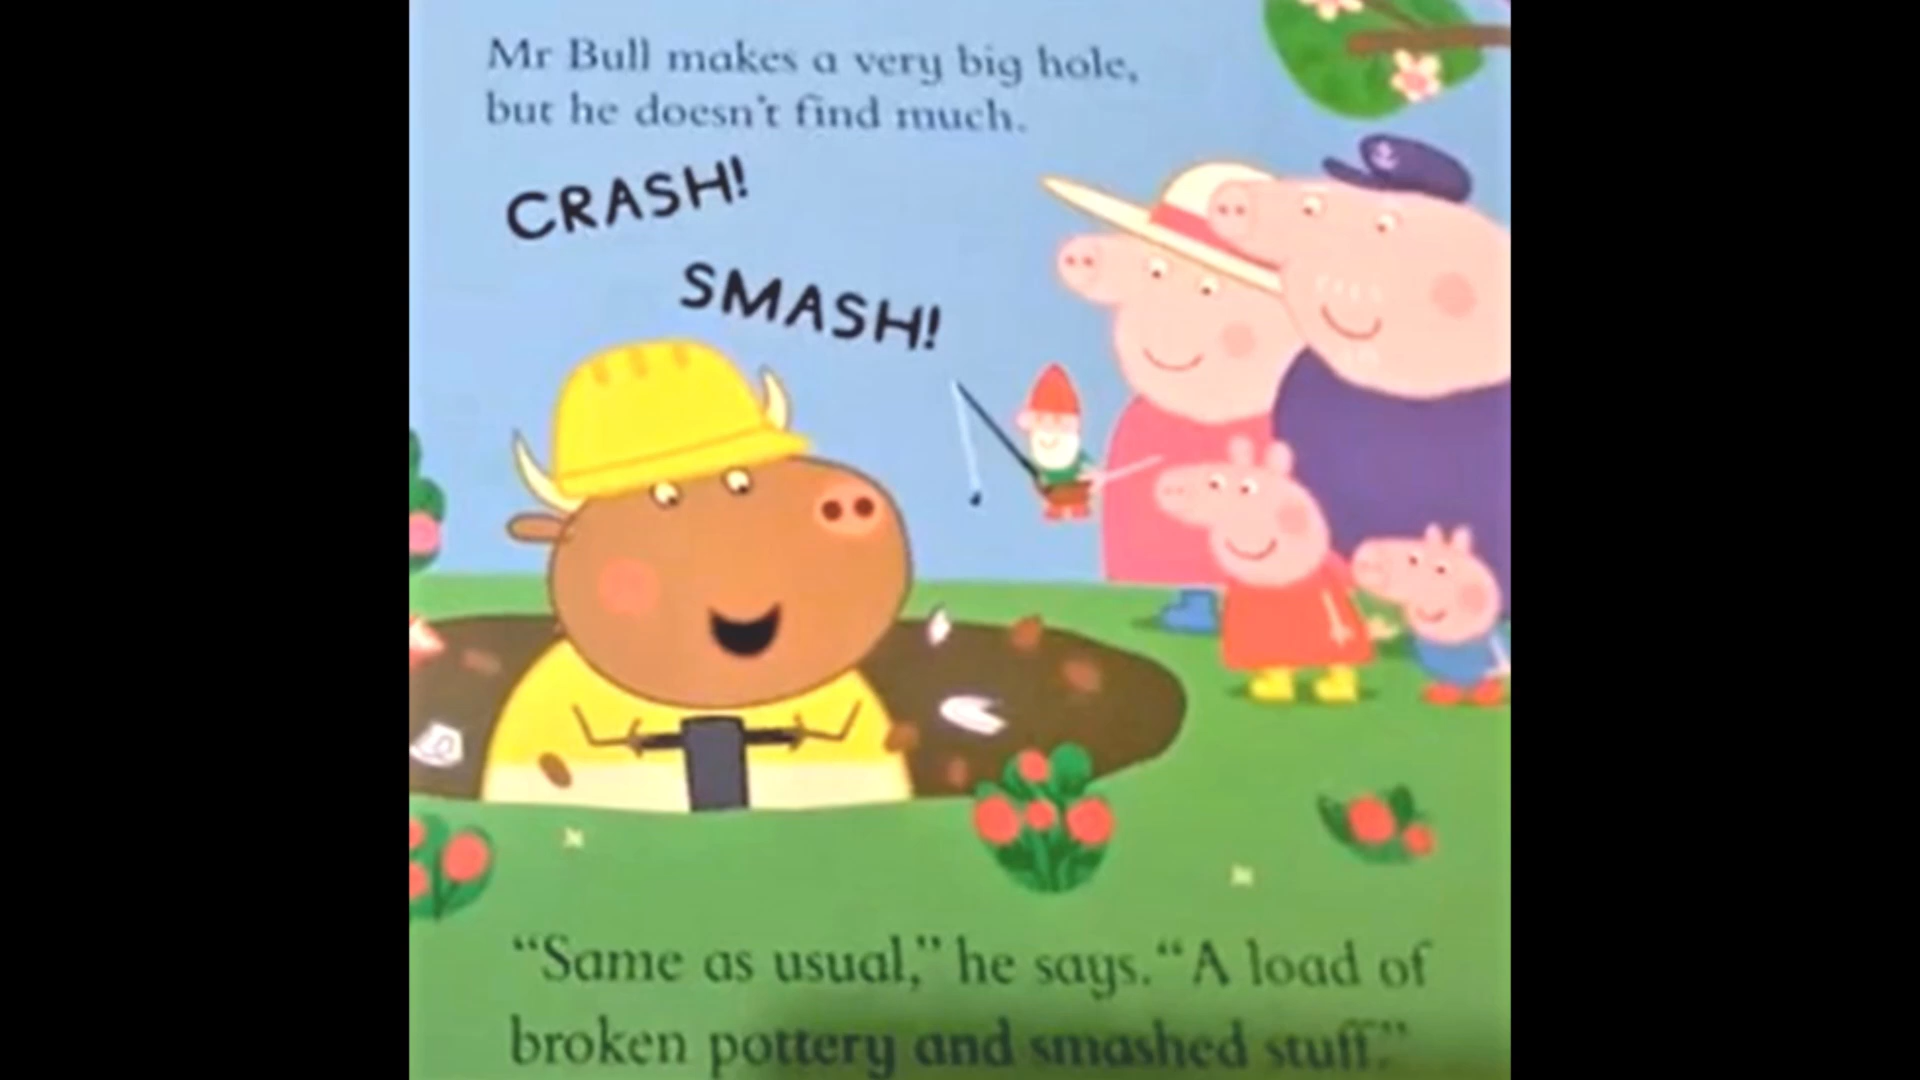 Mr Bull makes a very big hole,
but he doesn't find much.
CRASH!
SMASH!
“Same as usual,” he says. “A load of
broken pottery and smashed stuff.”